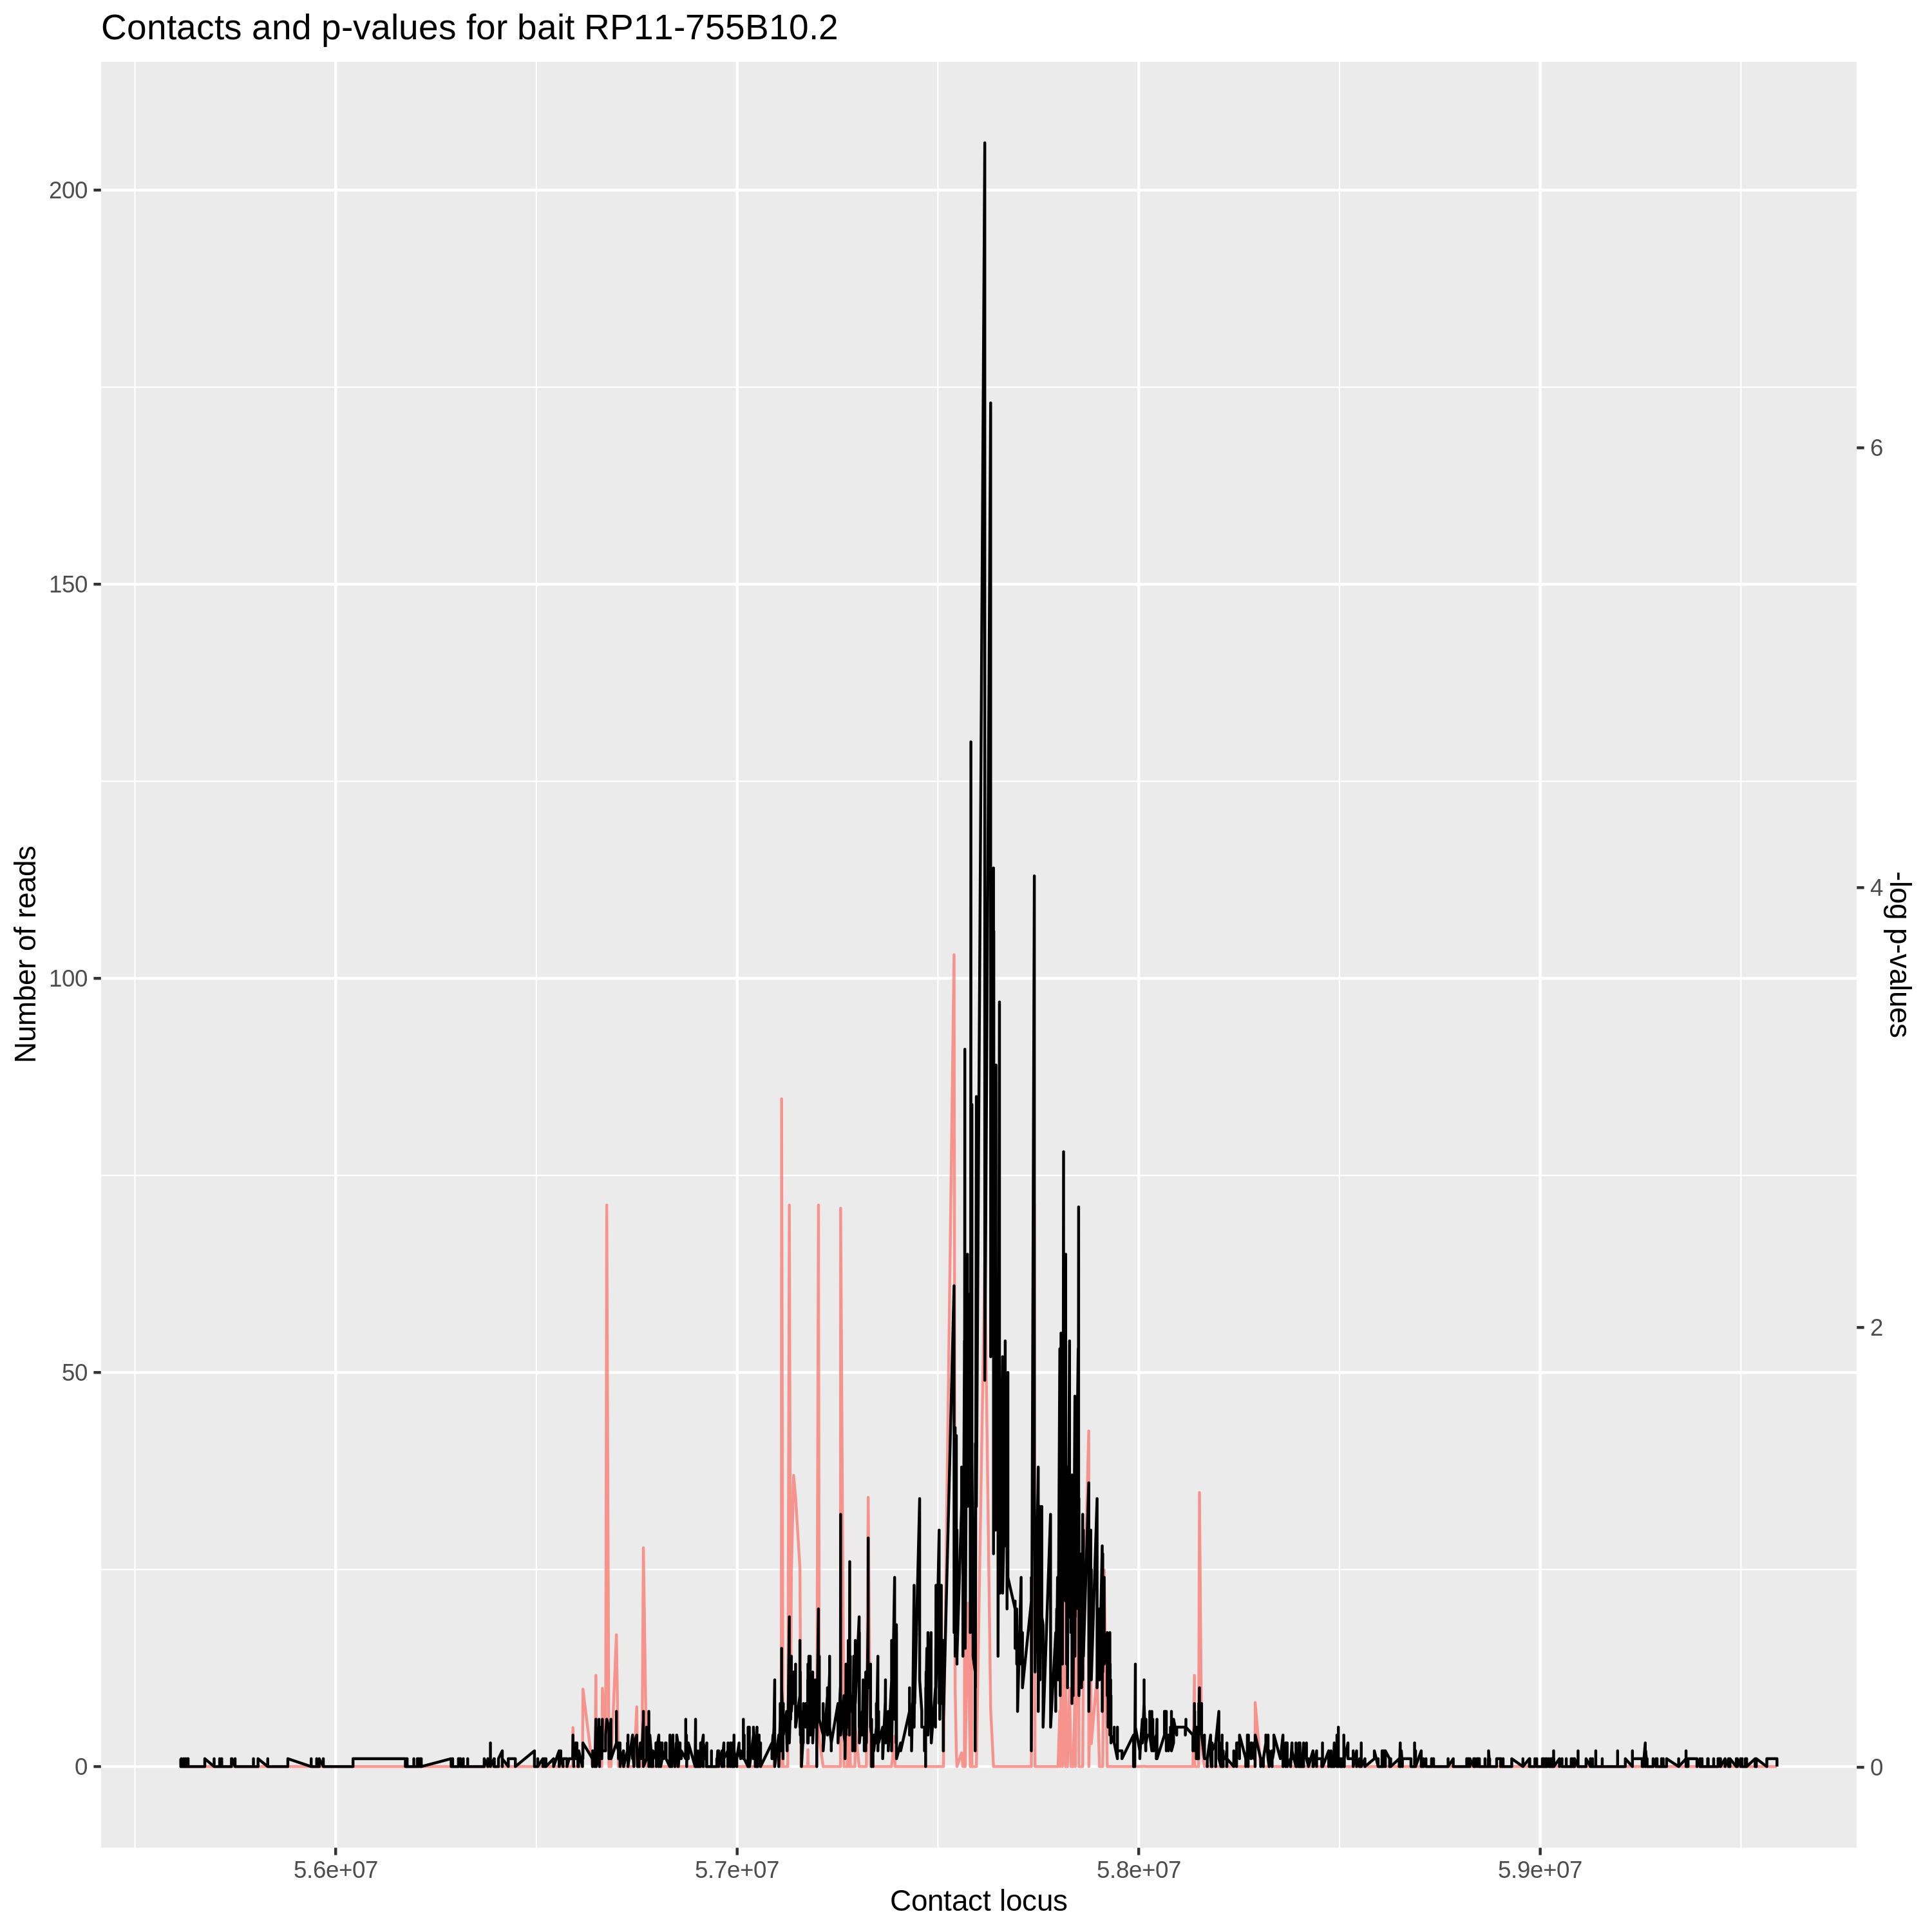 Contacts and p-values for bait RP11-755B10.2
200
150
100
50
0
Number of reads
6
4
2
0
-log p-values
5.6e+07
5.7e+07
5.8e+07
5.9e+07
Contact locus